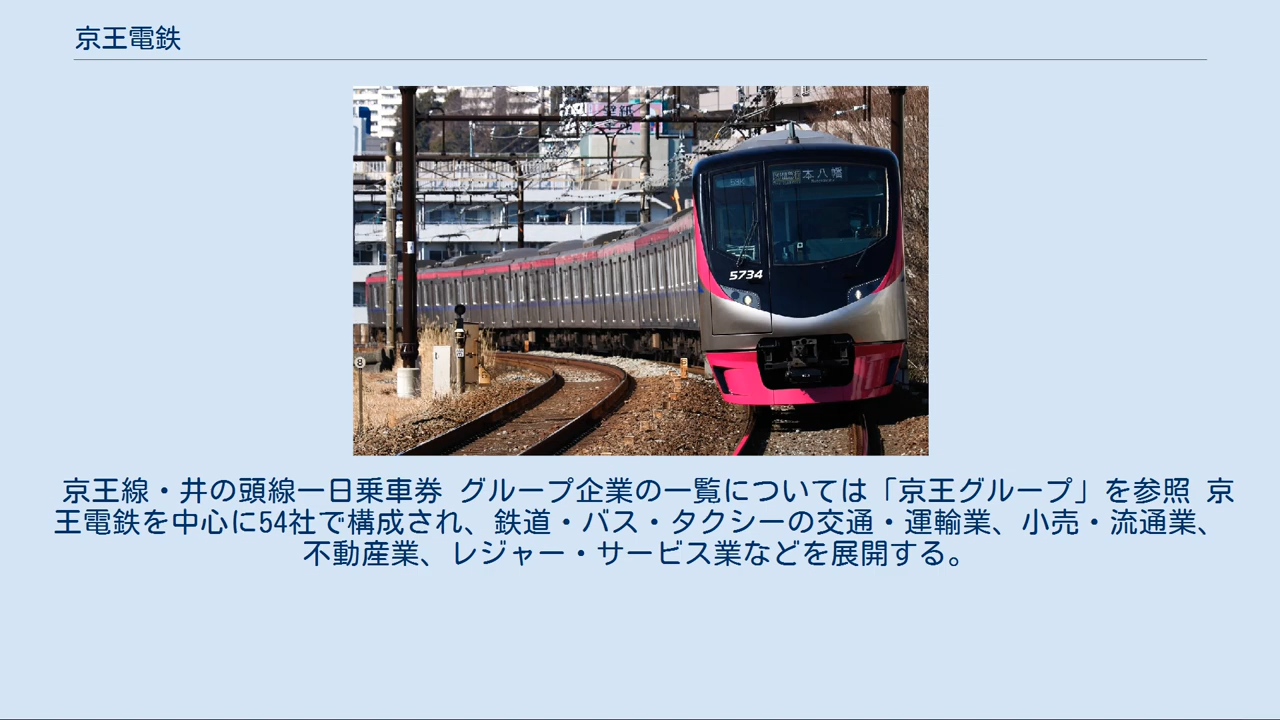 京王電鉄
本八幡
5734
8
京王線・井の頭線一日乗車券 グループ企業の一覧については「京王グループ」を参照 京
王電鉄を中心に54社で構成され、鉄道・バス・タクシーの交通・運輸業、小売・流通業、
不動産業、レジャー・サービス業などを展開する。